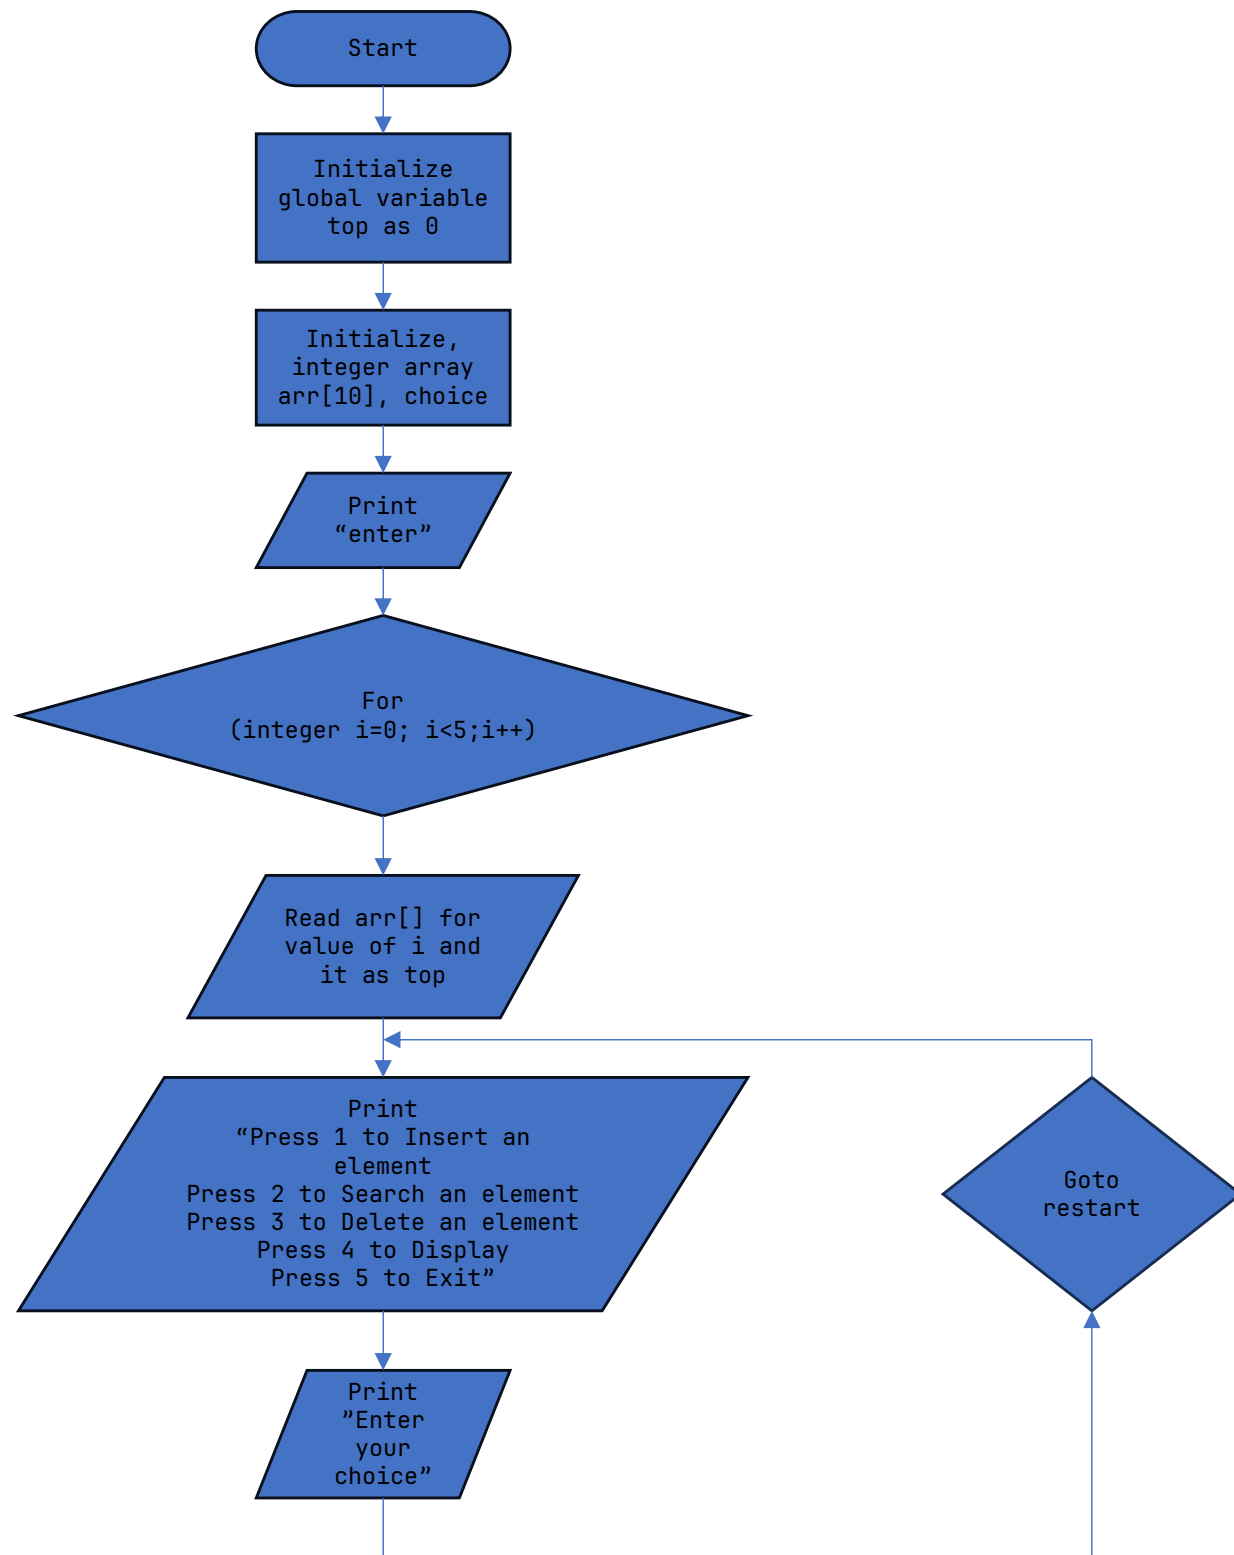 Start
Initialize
global variable
top as 0
Initialize,
integer array
arr[10], choice
Print
“enter”
For
(integer i=0; i<5;i++)
Read arr[] for
value of i and
it as top
Print
“Press 1 to Insert an
element
Press 2 to Search an element
Press 3 to Delete an element
Press 4 to Display
Press 5 to Exit”
Goto
restart
Print
”Enter
your
choice”